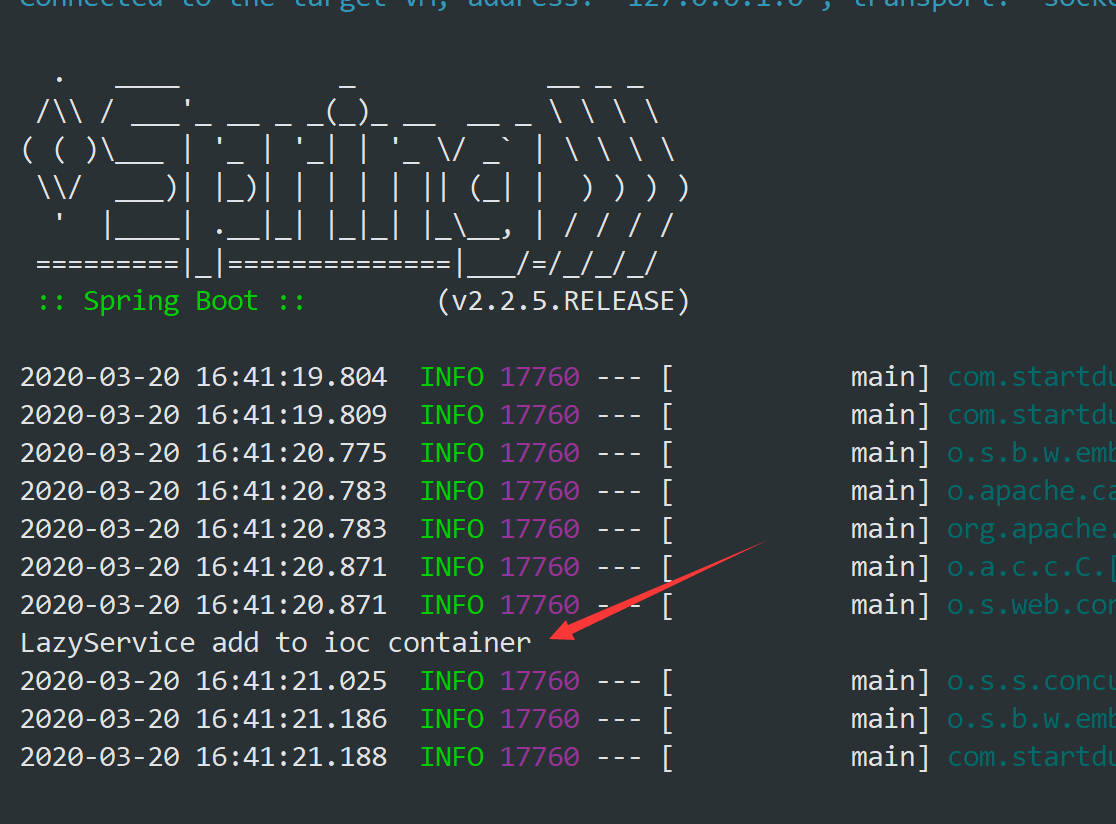 Connected to the target VM, address: '127.0.0.1:0', transport: 'socke
  .   ____          _            __ _ _
 /\\ / ___'_ __ _ _(_)_ __  __ _ \ \ \ \
( ( )\___ | '_ | '_| | '_ \/ _` | \ \ \ \
 \\/  ___)| |_)| | | | | || (_| |  ) ) ) )
  '  |____| .__|_| |_|_| |_\__, | / / / /
 =========|_|==============|___/=/_/_/_/
 :: Spring Boot ::        (v2.2.5.RELEASE)
2020-03-20 16:41:19.804  INFO 17760 --- [           main] com.startdu
2020-03-20 16:41:19.809  INFO 17760 --- [           main] com.startdu
2020-03-20 16:41:20.775  INFO 17760 --- [           main] o.s.b.w.emb
2020-03-20 16:41:20.783  INFO 17760 --- [           main] o.apache.ca
2020-03-20 16:41:20.783  INFO 17760 --- [           main] org.apache.
2020-03-20 16:41:20.871  INFO 17760 --- [           main] o.a.c.c.C.[
2020-03-20 16:41:20.871  INFO 17760 --- [           main] o.s.web.con
LazyService add to ioc container
2020-03-20 16:41:21.025  INFO 17760 --- [           main] o.s.s.concu
2020-03-20 16:41:21.186  INFO 17760 --- [           main] o.s.b.w.emb
2020-03-20 16:41:21.188  INFO 17760 --- [           main] com.startdu